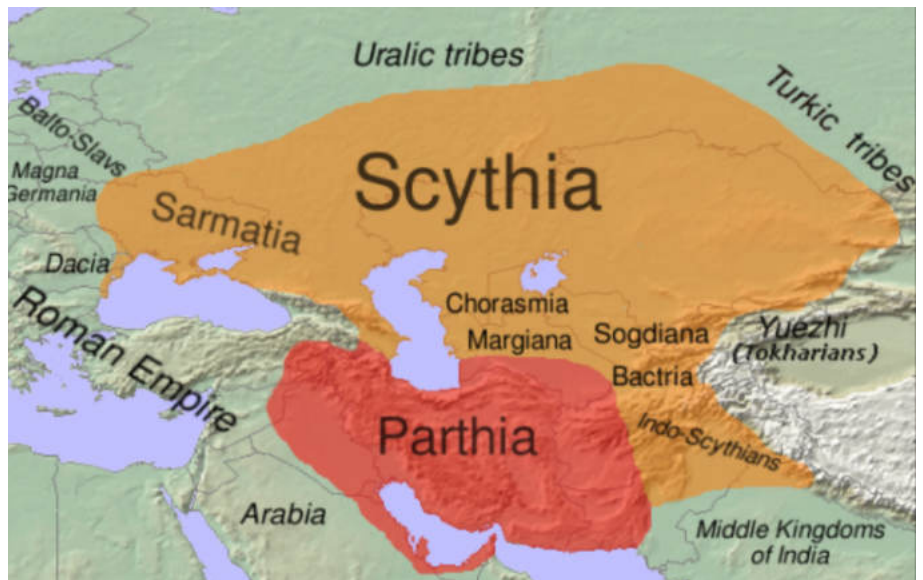 Uralic tribes
Turkic tribes
Balto-Slavs
Magna
Germania
Scythia
Sarmatia
Dacia
Roman Empire
Chorasmia
Margiana
Sogdiana
Bactria
Yuezhi
(Tokharians)
Parthia
Indo-Scythians
Arabia
Middle Kingdoms
of India